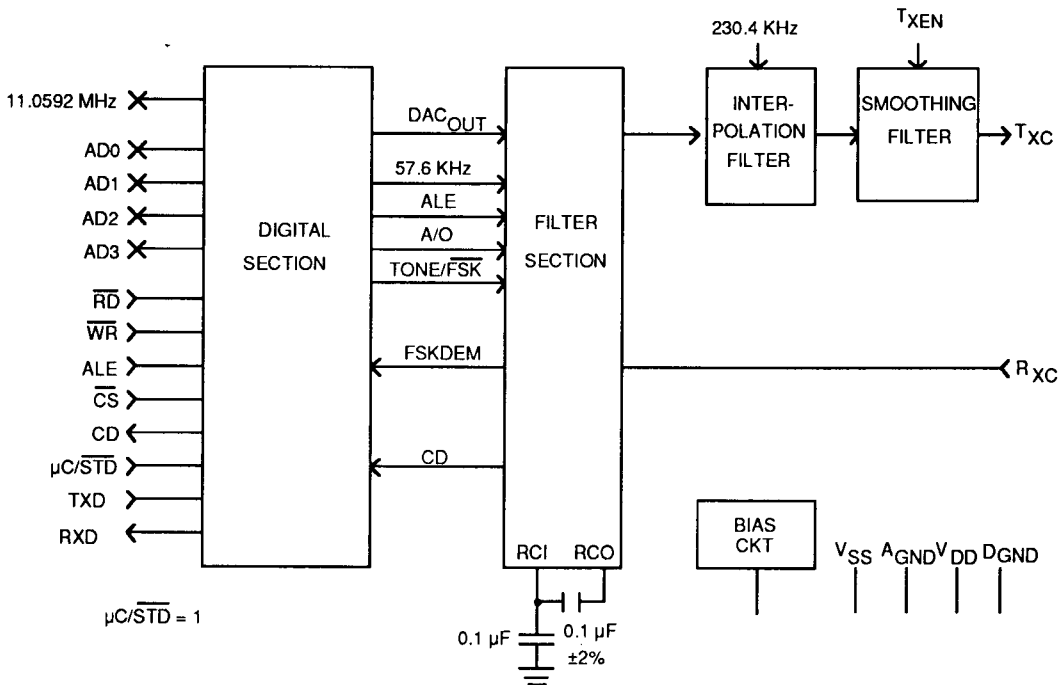 230.4 KHz
TXEN
11.0592 MHz
AD0
AD1
AD2
AD3
RD
WR
ALE
CS
CD
µC/STD
TXD
RXD
DIGITAL
SECTION
DACOUT
57.6 KHz
ALE
A/O
TONE/FSK
FSKDEM
CD
FILTER
SECTION
RCI
RCO
INTER-
POLATION
FILTER
SMOOTHING
FILTER
TXC
RXC
BIAS
CKT
VSS
AGND
VDD
DGND
µC/STD = 1
0.1 µF
0.1 µF
±2%